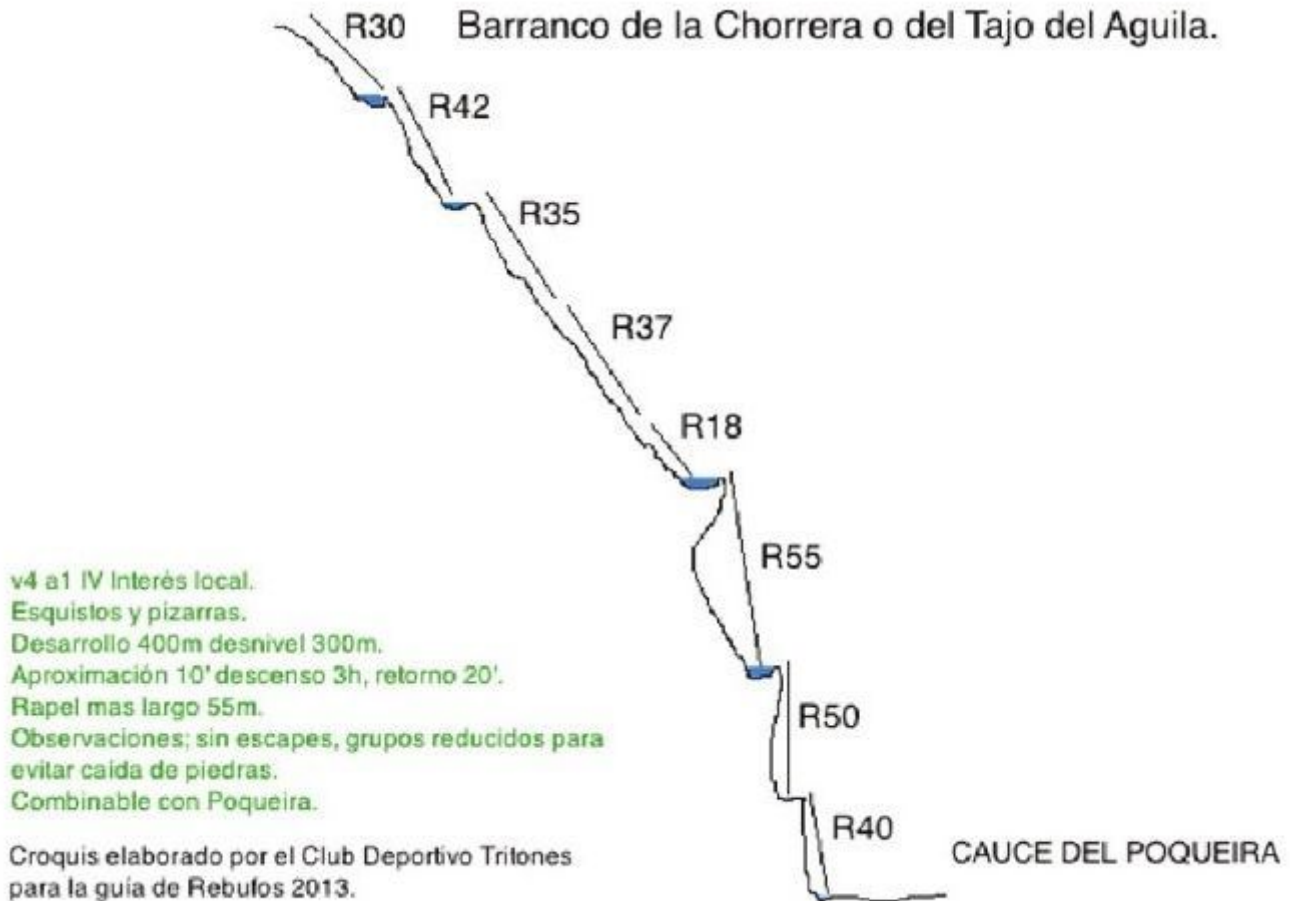 Barranco de la Chorrera o del Tajo del Aguila.
R30
R42
R35
R37
R18
R55
R50
R40
CAUCE DEL POQUEIRA
v4 a1 IV Interés local.
Esquistos y pizarras.
Desarrollo 400m desnivel 300m.
Aproximación 10' descenso 3h, retorno 20'.
Rapel mas largo 55m.
Observaciones; sin escapes, grupos reducidos para
evitar caida de piedras.
Combinable con Poqueira.
Croquis elaborado por el Club Deportivo Tritones
para la guía de Rebufos 2013.